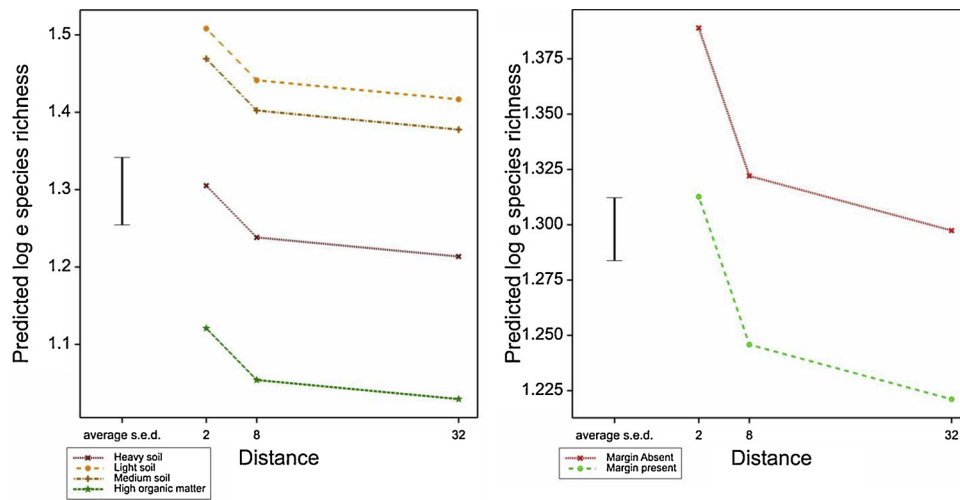 Predicted log e species richness
1.5
1.4
1.3
1.2
1.1
average s.e.d.
2
8
32
Distance
Heavy soil
Light soil
Medium soil
High organic matter
Predicted log e species richness
1.375
1.350
1.325
1.300
1.275
1.250
1.225
average s.e.d.
2
8
32
Distance
Margin Absent
Margin present